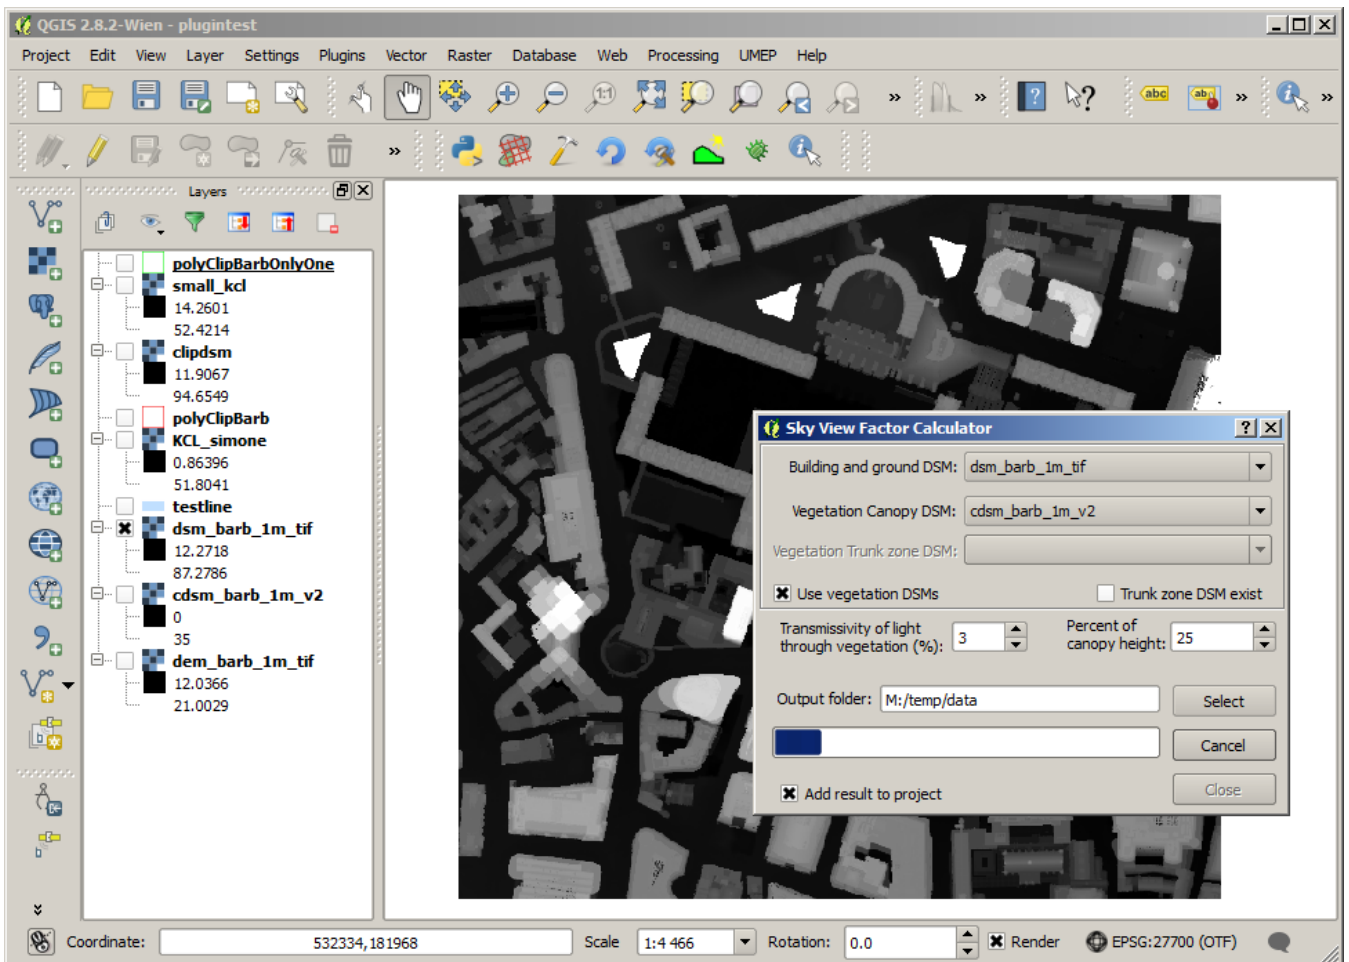 QGIS 2.8.2-Wien - plugintest
Project Edit View Layer Settings Plugins Vector Raster Database Web Processing UMEP Help
1:1
»
»
?
?
abc
ab
»
»
»
Layers
polyClipBarbOnlyOne
small_kcl
14.2601
52.4214
clipdsm
11.9067
94.6549
polyClipBarb
KCL_simone
0.86396
51.8041
testline
dsm_barb_1m_tif
12.2718
87.2786
cdsm_barb_1m_v2
0
35
dem_barb_1m_tif
12.0366
21.0029
Sky View Factor Calculator
?
Building and ground DSM: dsm_barb_1m_tif
Vegetation Canopy DSM: cdsm_barb_1m_v2
Vegetation Trunk zone DSM:
Use vegetation DSMs
Trunk zone DSM exist
Transmissivity of light
through vegetation (%): 3
Percent of
canopy height: 25
Output folder: M:/temp/data
Select
Cancel
Add result to project
Close
Coordinate: 532334,181968 Scale 1:4 466 Rotation: 0.0 Render EPSG:27700 (OTF)